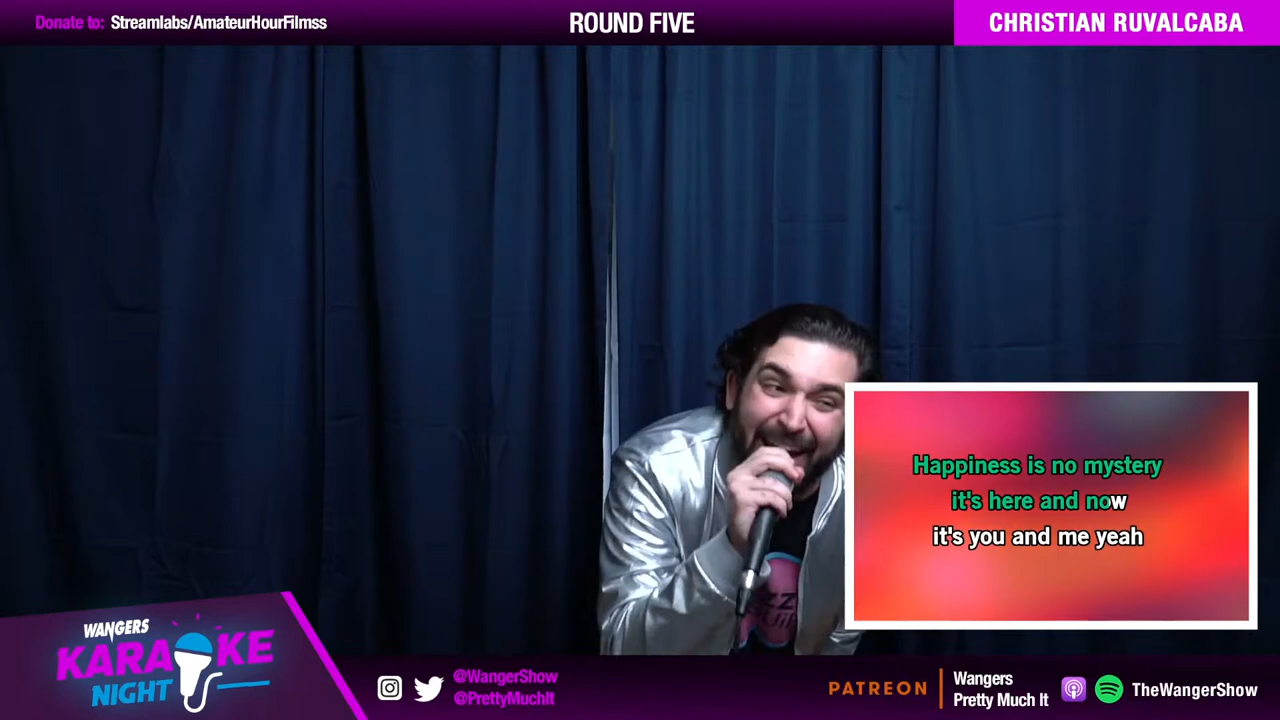 Donate to: Streamlabs/AmateurHourFilmss
ROUND FIVE
CHRISTIAN RUVALCABA
Happiness is no mystery
it's here and now
it's you and me yeah
WANGERS
KARAOKE
NIGHT
@WangerShow
@PrettyMuchIt
PATREON
Wangers
Pretty Much It
TheWangerShow